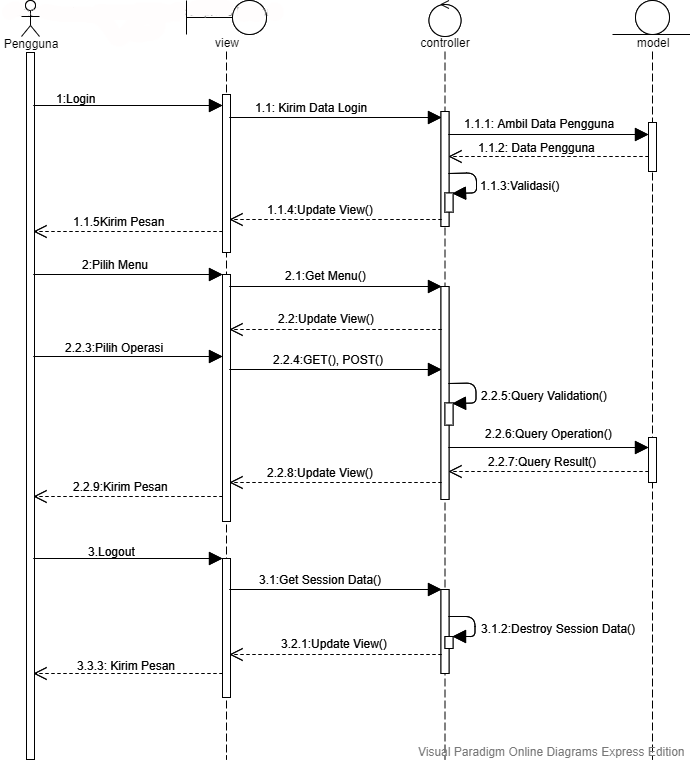 Pengguna
view
controller
model
1:Login
1.1: Kirim Data Login
1.1.1: Ambil Data Pengguna
1.1.2: Data Pengguna
1.1.3:Validasi()
1.1.4:Update View()
1.1.5Kirim Pesan
2:Pilih Menu
2.1:Get Menu()
2.2:Update View()
2.2.3:Pilih Operasi
2.2.4:GET(), POST()
2.2.5:Query Validation()
2.2.6:Query Operation()
2.2.7:Query Result()
2.2.8:Update View()
2.2.9:Kirim Pesan
3.Logout
3.1:Get Session Data()
3.1.2:Destroy Session Data()
3.2.1:Update View()
3.3.3: Kirim Pesan
Visual Paradigm Online Diagrams Express Edition